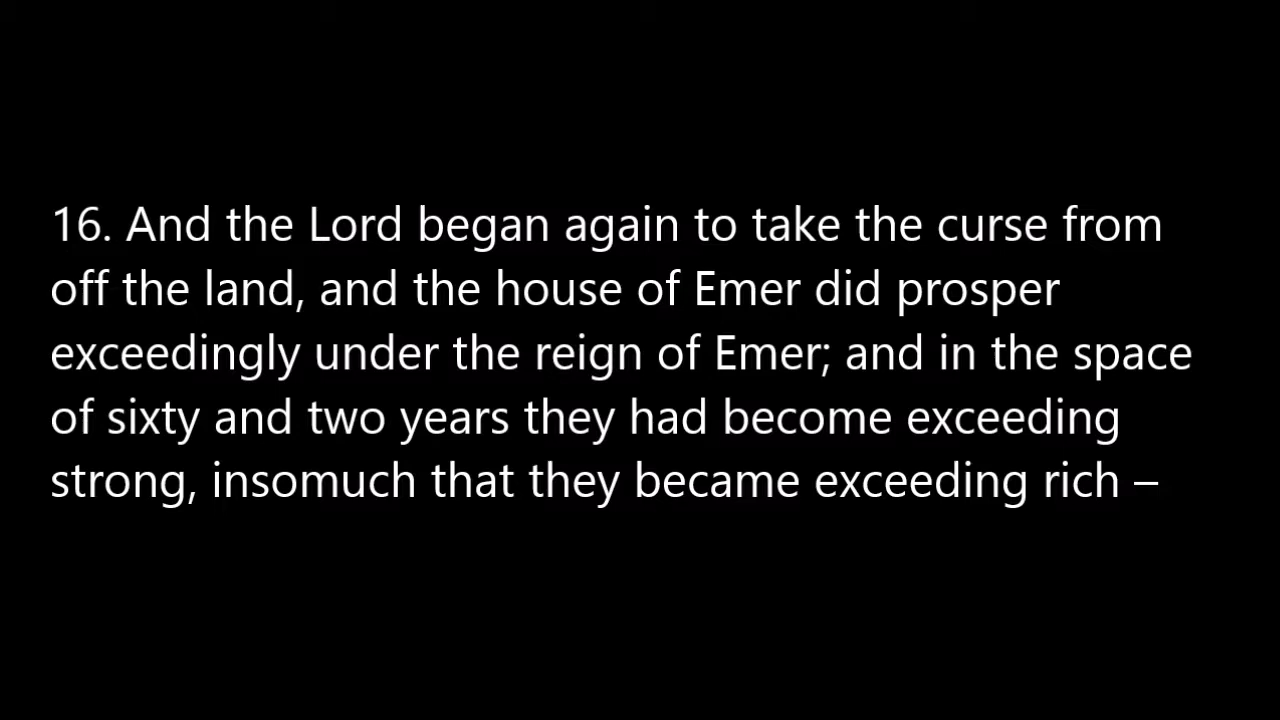 16. And the Lord began again to take the curse from
off the land, and the house of Emer did prosper
exceedingly under the reign of Emer; and in the space
of sixty and two years they had become exceeding
strong, insomuch that they became exceeding rich –